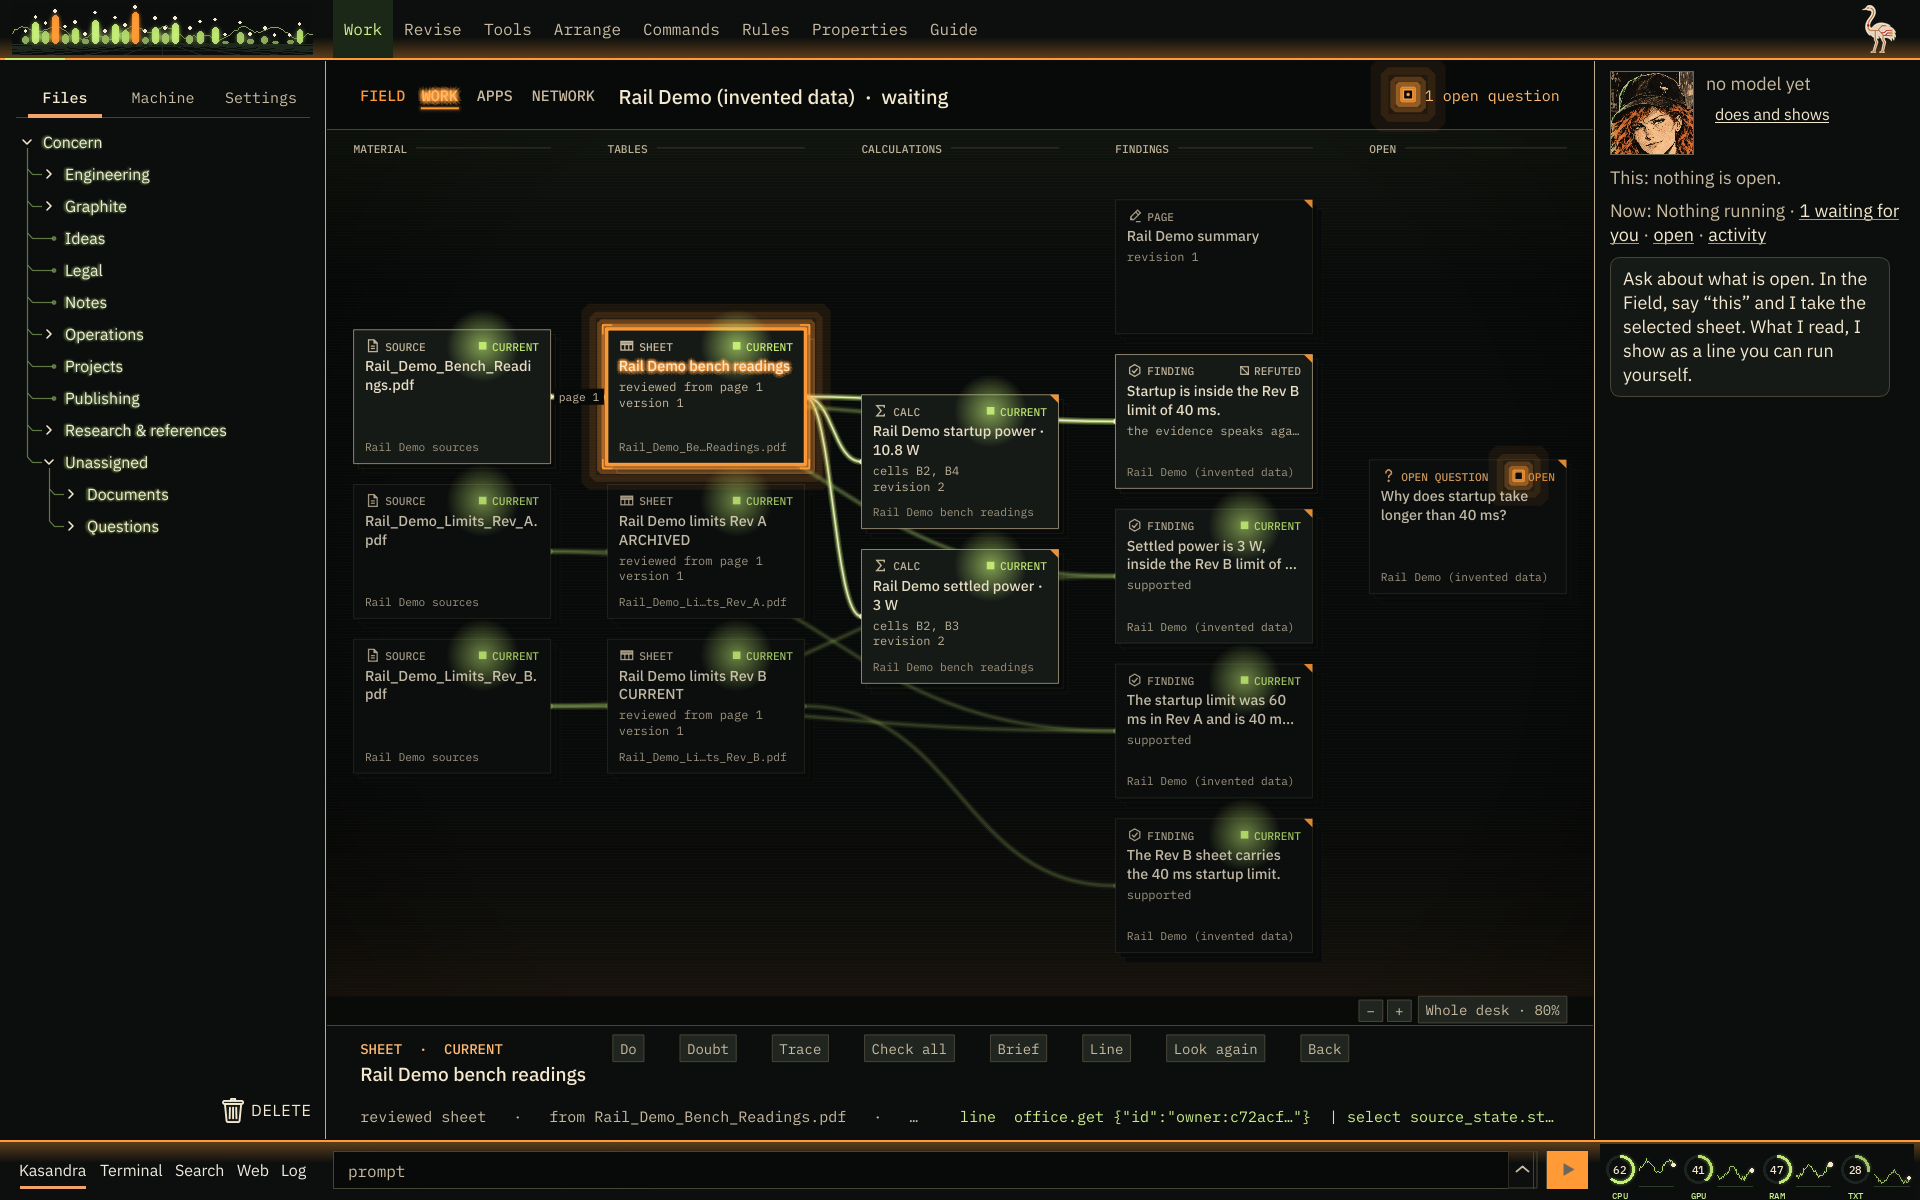 Work Revise Tools Arrange Commands Rules Properties Guide
Files Machine Settings
Concern
Engineering
Graphite
Ideas
Legal
Notes
Operations
Projects
Publishing
Research & references
Unassigned
Documents
Questions
DELETE
FIELD WORK APPS NETWORK Rail Demo (invented data) · waiting
1 open question
MATERIAL TABLES CALCULATIONS FINDINGS OPEN
SOURCE CURRENT
Rail_Demo_Bench_Readi
ngs.pdf
Rail Demo sources
page 1
SOURCE CURRENT
Rail_Demo_Limits_Rev_A.
pdf
Rail Demo sources
SOURCE CURRENT
Rail_Demo_Limits_Rev_B.
pdf
Rail Demo sources
SHEET CURRENT
Rail Demo bench readings
reviewed from page 1
version 1
Rail_Demo_Be…Readings.pdf
SHEET CURRENT
Rail Demo limits Rev A
ARCHIVED
reviewed from page 1
version 1
Rail_Demo_Li…ts_Rev_A.pdf
SHEET CURRENT
Rail Demo limits Rev B
CURRENT
reviewed from page 1
version 1
Rail_Demo_Li…ts_Rev_B.pdf
CALC CURRENT
Rail Demo startup power ·
10.8 W
cells B2, B4
revision 2
Rail Demo bench readings
CALC CURRENT
Rail Demo settled power ·
3 W
cells B2, B3
revision 2
Rail Demo bench readings
PAGE
Rail Demo summary
revision 1
FINDING REFUTED
Startup is inside the Rev B
limit of 40 ms.
the evidence speaks aga…
Rail Demo (invented data)
FINDING CURRENT
Settled power is 3 W,
inside the Rev B limit of ...
supported
Rail Demo (invented data)
FINDING CURRENT
The startup limit was 60
ms in Rev A and is 40 m...
supported
Rail Demo (invented data)
FINDING CURRENT
The Rev B sheet carries
the 40 ms startup limit.
supported
Rail Demo (invented data)
? OPEN QUESTION OPEN
Why does startup take
longer than 40 ms?
Rail Demo (invented data)
− + Whole desk · 80%
SHEET · CURRENT
Rail Demo bench readings
Do Doubt Trace Check all Brief Line Look again Back
reviewed sheet · from Rail_Demo_Bench_Readings.pdf · …
line office.get {"id":"owner:c72acf…"} | select source_state.st…
no model yet
does and shows
This: nothing is open.
Now: Nothing running · 1 waiting for
you · open · activity
Ask about what is open. In the
Field, say “this” and I take the
selected sheet. What I read, I
show as a line you can run
yourself.
Kasandra Terminal Search Web Log
prompt
62 41 47 28
CPU GPU RAM TXT